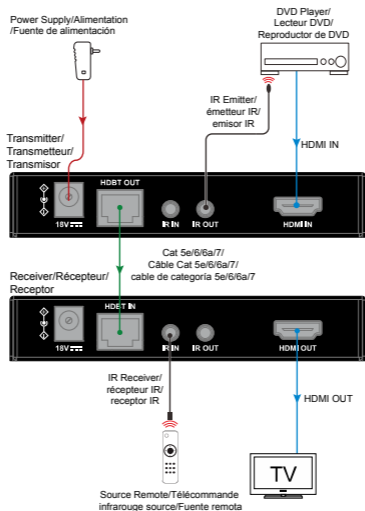 Power Supply/Alimentation
/Fuente de alimentación
DVD Player/
Lecteur DVD/
Reproductor de DVD
IR Emitter/
émetteur IR/
emisor IR
HDMI IN
Transmitter/
Transmetteur/
Transmisor
HDBT OUT
18V
IR IN
IR OUT
HDMI IN
Cat 5e/6/6a/7/
Câble Cat 5e/6/6a/7/
cable de categoría 5e/6/6a/7
Receiver/Récepteur/
Receptor
HDBT IN
18V
IR IN
IR OUT
HDMI OUT
IR Receiver/
récepteur IR/
receptor IR
HDMI OUT
TV
Source Remote/Télécommande
infrarouge source/Fuente remota